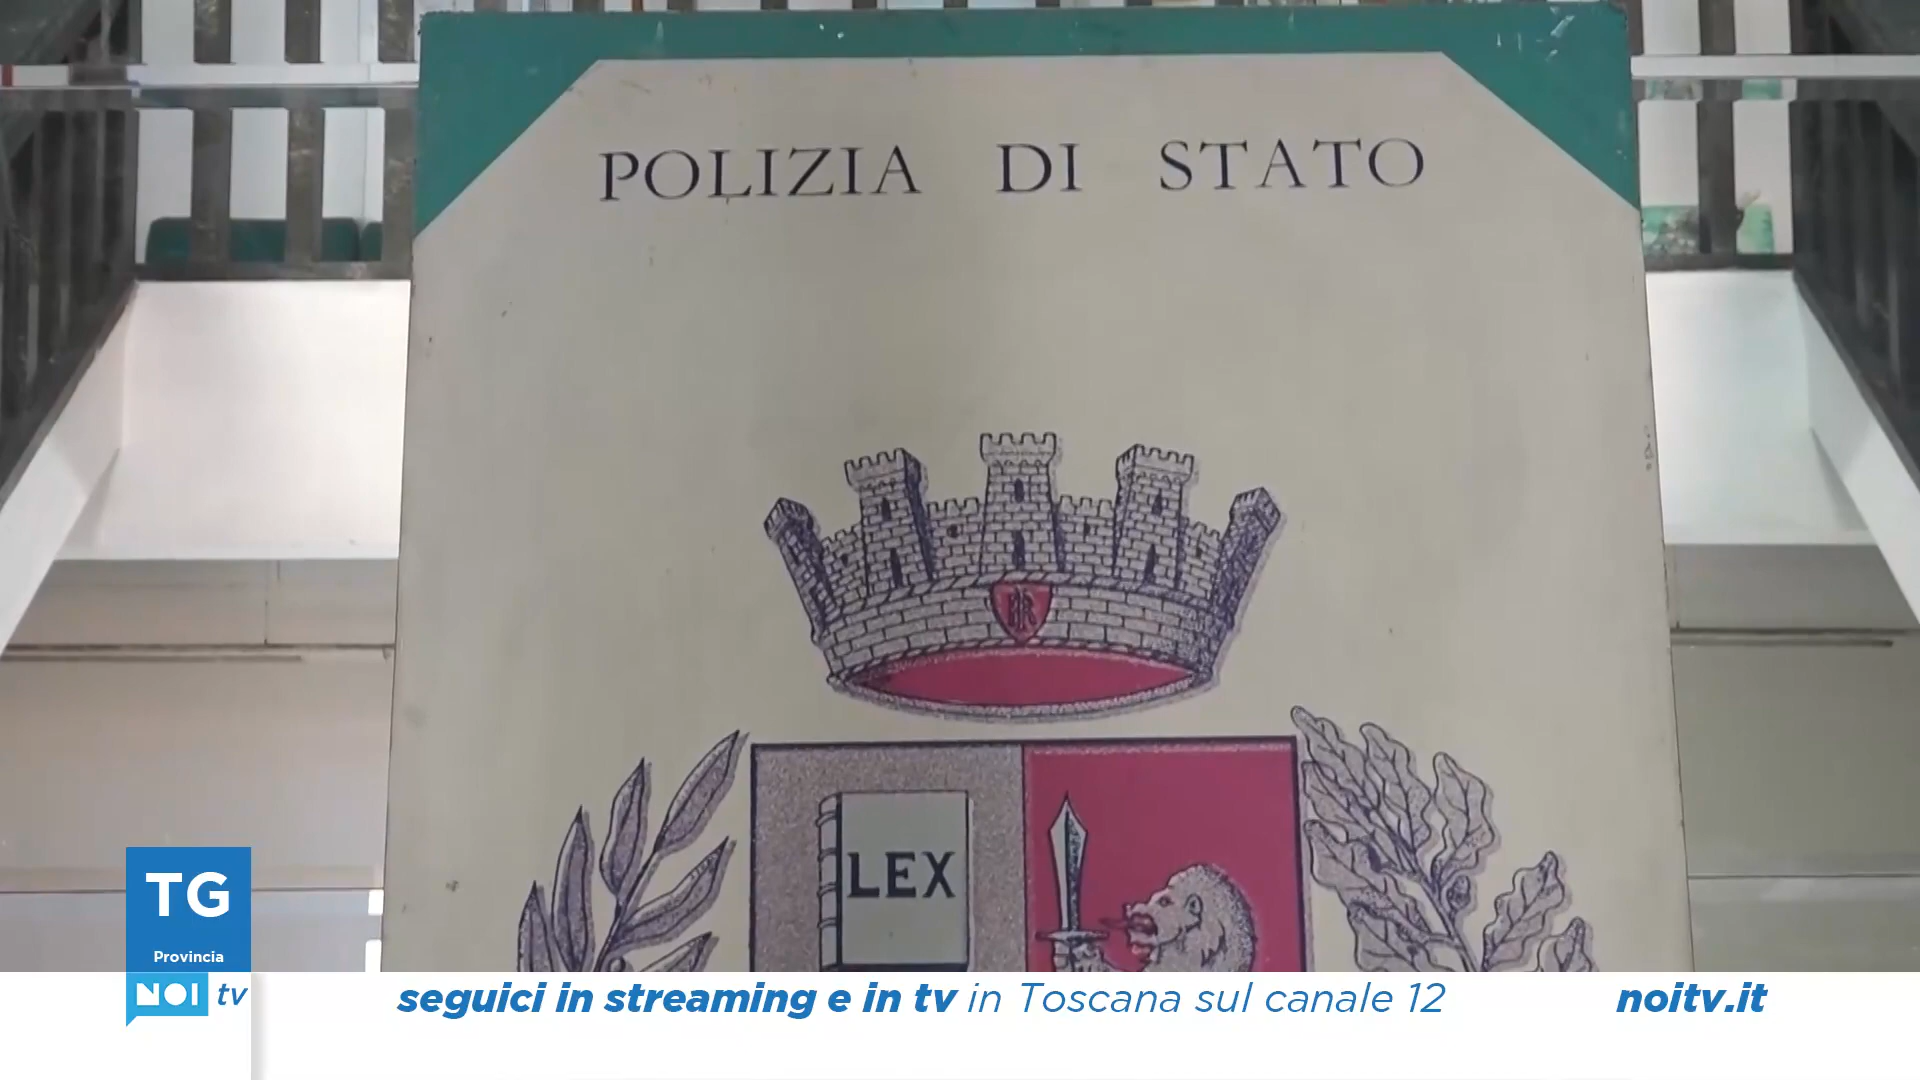 POLIZIA DI STATO
RI
LEX
TG
Provincia
NOI tv
seguici in streaming e in tv in Toscana sul canale 12
noitv.it